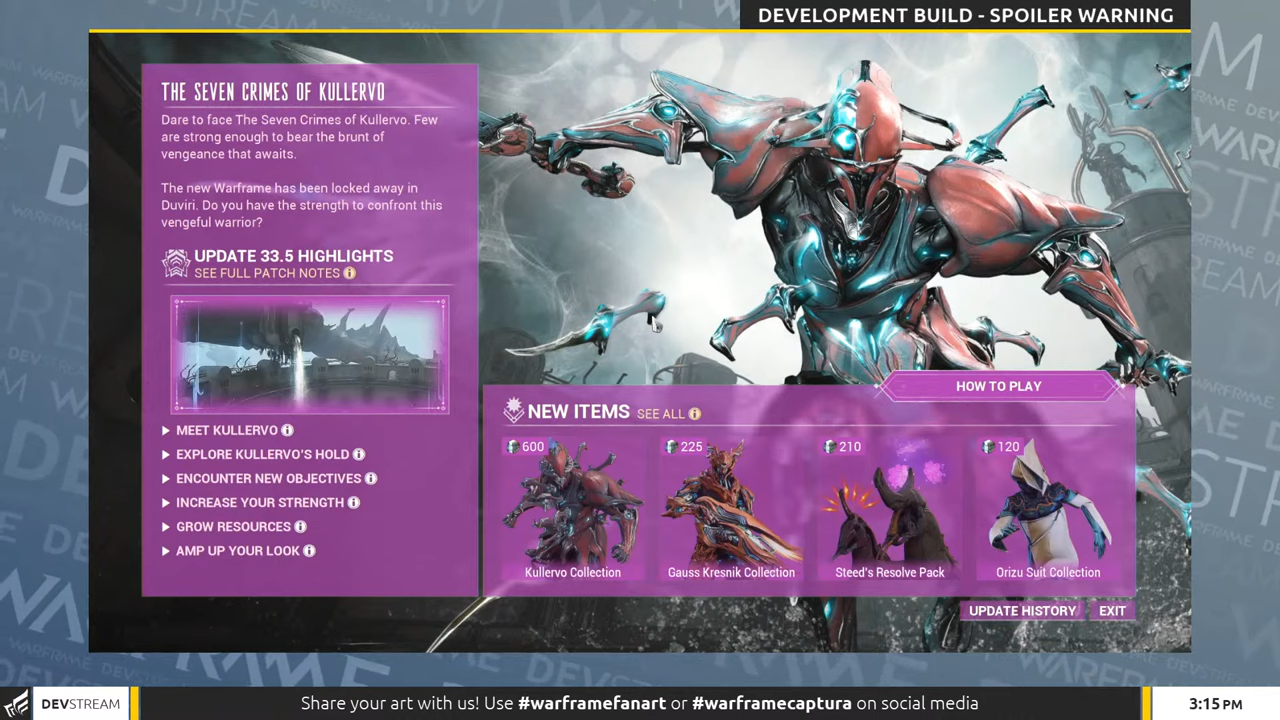 DEVELOPMENT BUILD - SPOILER WARNING
THE SEVEN CRIMES OF KULLERVO
Dare to face The Seven Crimes of Kullervo. Few
are strong enough to bear the brunt of
vengeance that awaits.
The new Warframe has been locked away in
Duviri. Do you have the strength to confront this
vengeful warrior?
UPDATE 33.5 HIGHLIGHTS
SEE FULL PATCH NOTES
MEET KULLERVO
EXPLORE KULLERVO'S HOLD
ENCOUNTER NEW OBJECTIVES
INCREASE YOUR STRENGTH
GROW RESOURCES
AMP UP YOUR LOOK
HOW TO PLAY
NEW ITEMS SEE ALL
600 225 210 120
Kullervo Collection Gauss Kresnik Collection Steed's Resolve Pack Orizu Suit Collection
UPDATE HISTORY EXIT
DEVSTREAM Share your art with us! Use #warframefanart or #warframecaptura on social media 3:15 PM